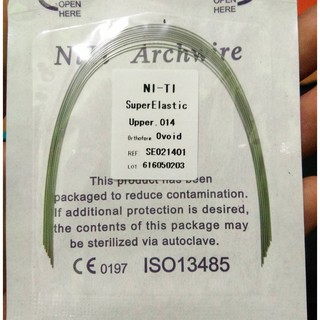 OPEN HERE
OPEN HERE
Archwire
NI-TI
SuperElastic
Upper.014
Orthoform Ovoid
REF SE021401
LOT 616050203
This product has been
packaged to reduce contamination.
If additional protection is desired,
the contents of this package may
be sterilized via autoclave.
CE 0197 ISO13485